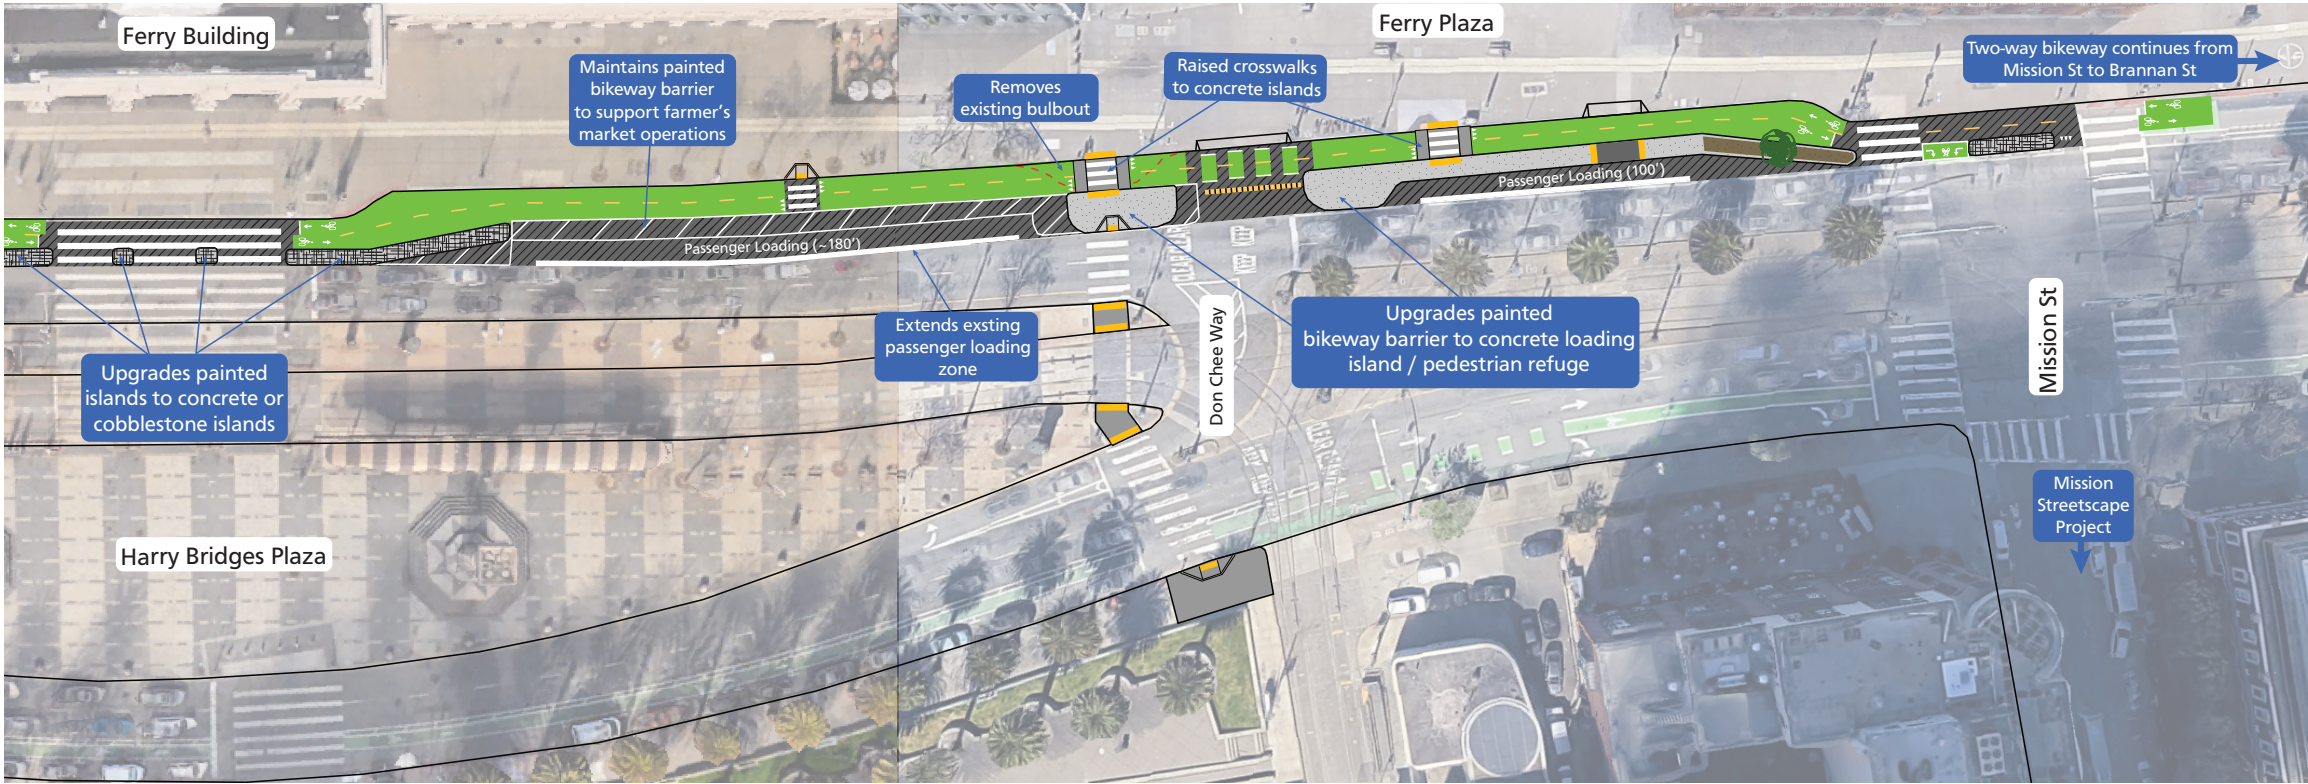 Ferry Building
Ferry Plaza
Two-way bikeway continues from
Mission St to Brannan St
Maintains painted
bikeway barrier
to support farmer's
market operations
Removes
existing bulbout
Raised crosswalks
to concrete islands
Passenger Loading (~180')
Passenger Loading (100')
CLEAR
KEEP
KEEP
Extends exsting
passenger loading
zone
Upgrades painted
bikeway barrier to concrete loading
island / pedestrian refuge
Upgrades painted
islands to concrete or
cobblestone islands
Don Chee Way
Mission St
Mission
Streetscape
Project
Harry Bridges Plaza